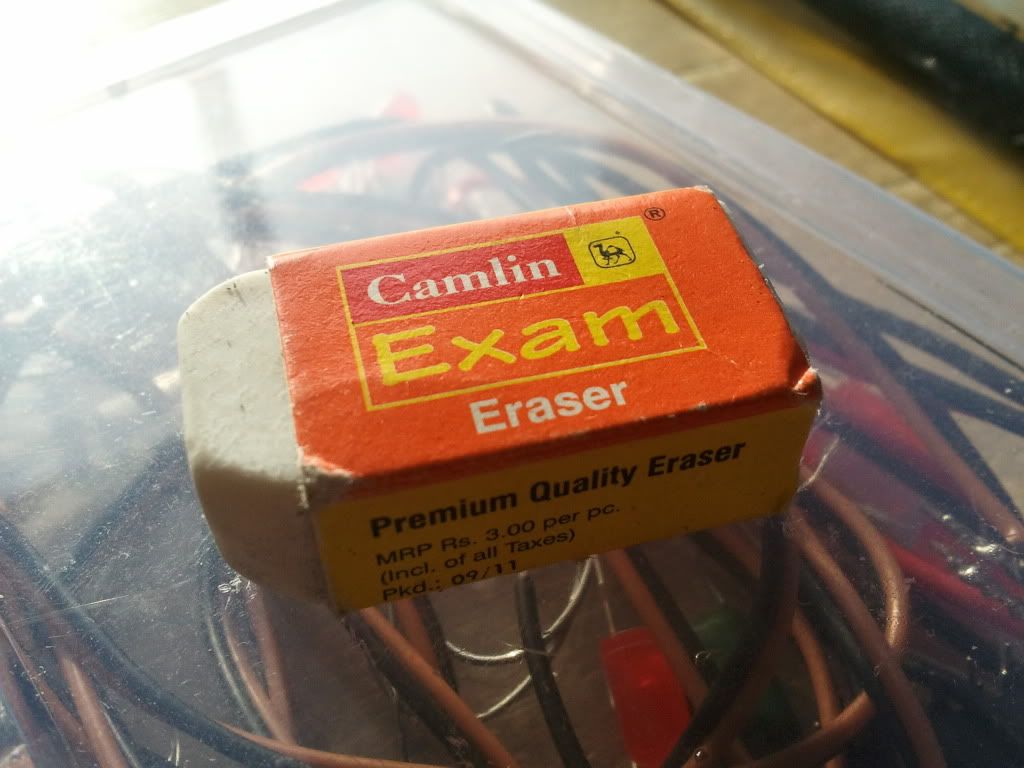 ®
Camlin
Exam
Eraser
Premium Quality Eraser
MRP Rs. 3.00 per pc.
(Incl. of all Taxes)
Pkd.: 09/11